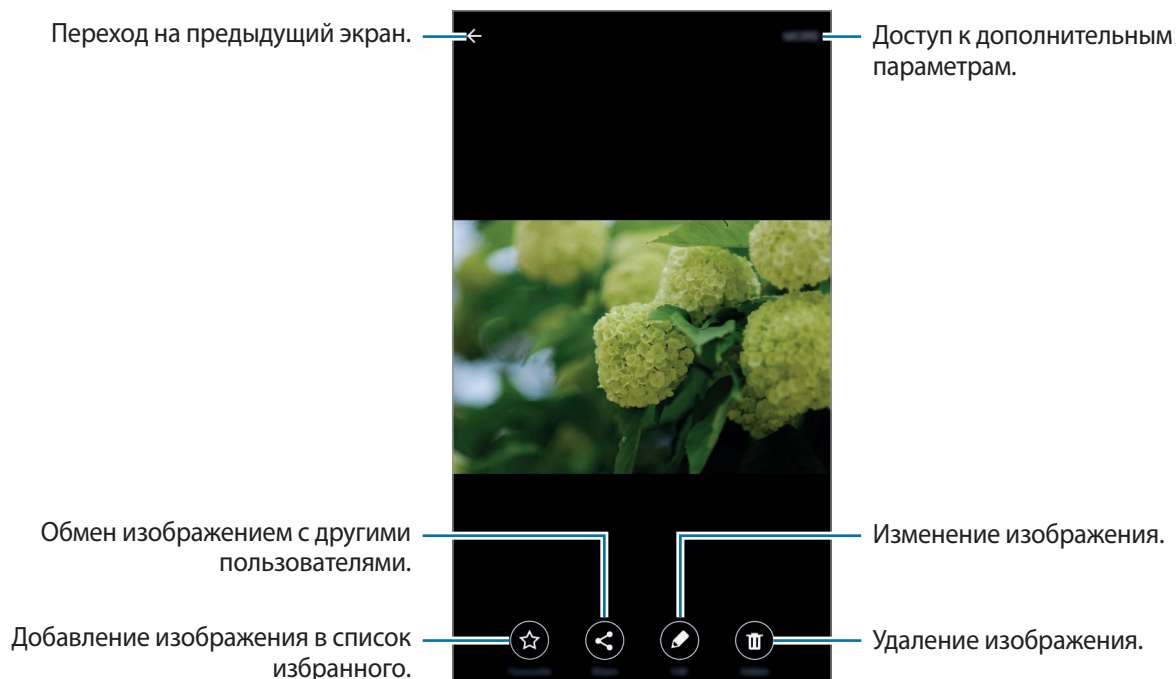 Переход на предыдущий экран.
Доступ к дополнительным
параметрам.
Обмен изображением с другими
пользователями.
Изменение изображения.
Добавление изображения в список
избранного.
Удаление изображения.